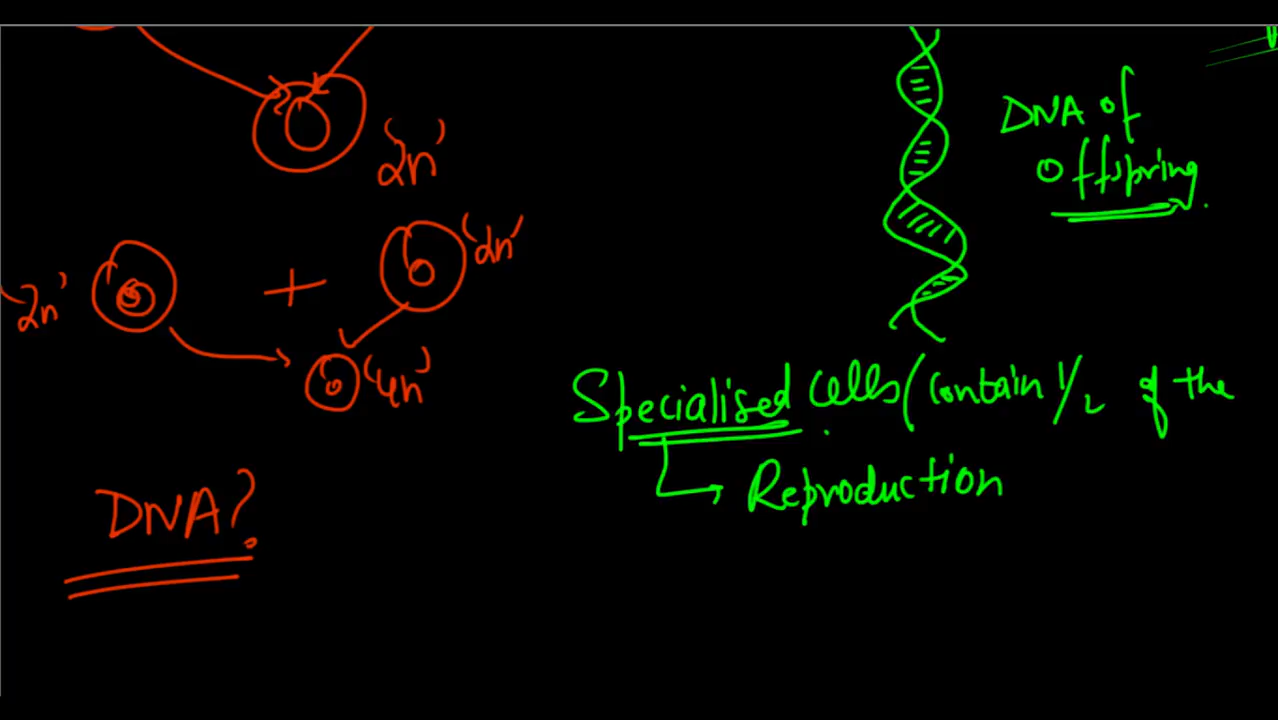 '2n'
'2n'
+
'2n'
'4n'
DNA?
DNA of
offspring.
Specialised cells (contain 1/2 of the
Reproduction